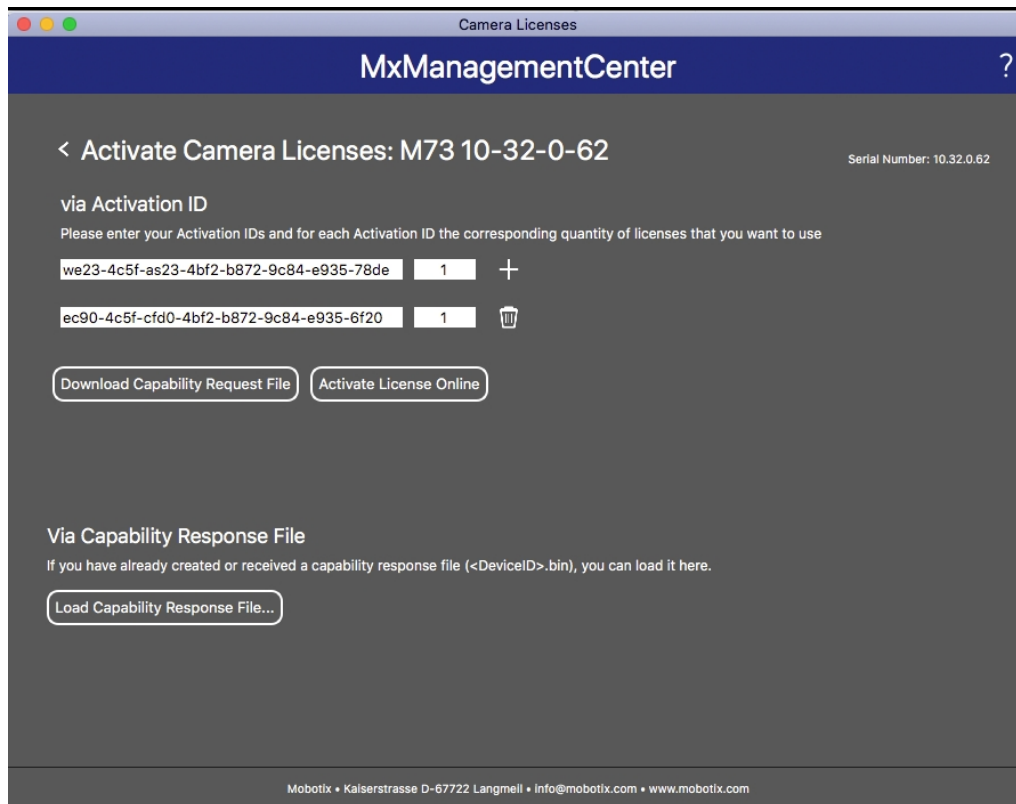 Camera Licenses
MxManagementCenter
?
< Activate Camera Licenses: M73 10-32-0-62
Serial Number: 10.32.0.62
via Activation ID
Please enter your Activation IDs and for each Activation ID the corresponding quantity of licenses that you want to use
we23-4c5f-as23-4bf2-b872-9c84-e935-78de 1 +
ec90-4c5f-cfd0-4bf2-b872-9c84-e935-6f20 1
Download Capability Request File Activate License Online
Via Capability Response File
If you have already created or received a capability response file (<DeviceID>.bin), you can load it here.
Load Capability Response File...
Mobotix • Kaiserstrasse D-67722 Langmeil • info@mobotix.com • www.mobotix.com